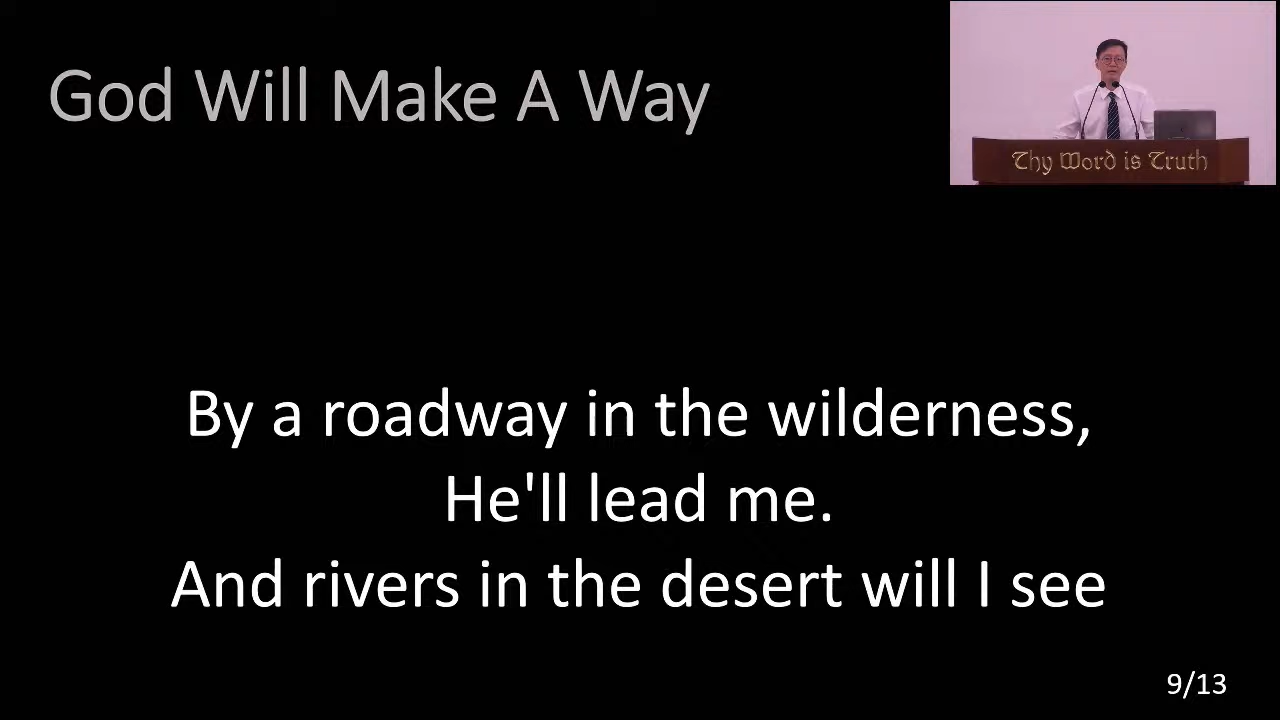 God Will Make A Way
Thy Word is Truth
By a roadway in the wilderness,
He'll lead me.
And rivers in the desert will I see
9/13